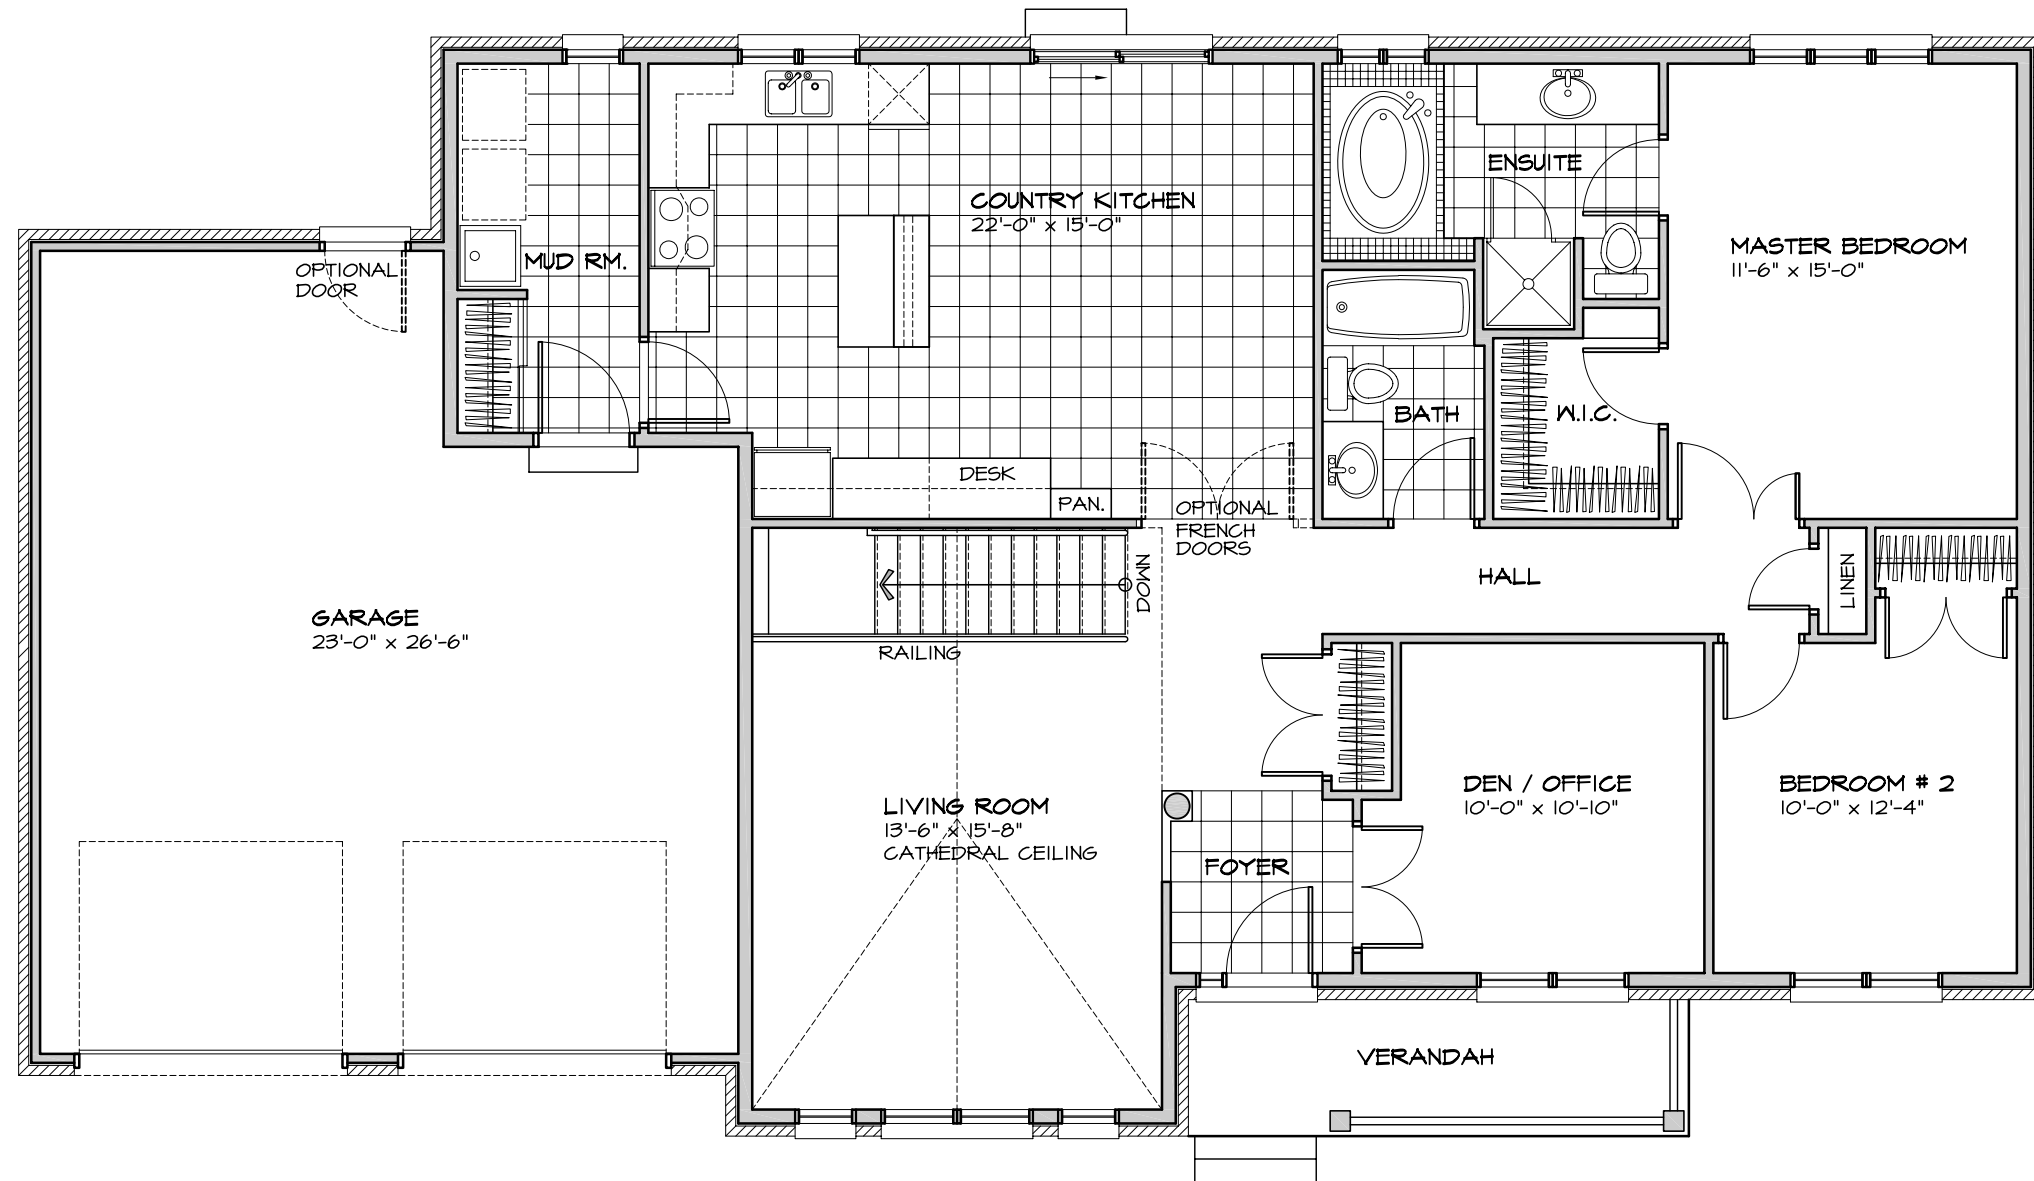 COUNTRY KITCHEN
22'-0" x 15'-0"
ENSUITE
MUD RM.
OPTIONAL
DOOR
MASTER BEDROOM
11'-6" x 15'-0"
BATH
W.I.C.
DESK
PAN.
OPTIONAL
FRENCH
DOORS
DOWN
HALL
LINEN
GARAGE
23'-0" x 26'-6"
RAILING
LIVING ROOM
13'-6" x 15'-8"
CATHEDRAL CEILING
DEN / OFFICE
10'-0" x 10'-10"
BEDROOM # 2
10'-0" x 12'-4"
FOYER
VERANDAH